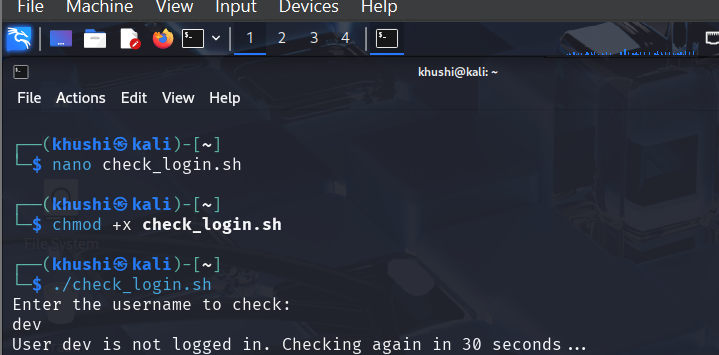 File Machine View Input Devices Help
1 2 3 4
khushi@kali: ~
File Actions Edit View Help
┌──(khushi㉿kali)-[~]
└─$ nano check_login.sh
┌──(khushi㉿kali)-[~]
└─$ chmod +x check_login.sh
File System
┌──(khushi㉿kali)-[~]
└─$ ./check_login.sh
Enter the username to check:
dev
User dev is not logged in. Checking again in 30 seconds...